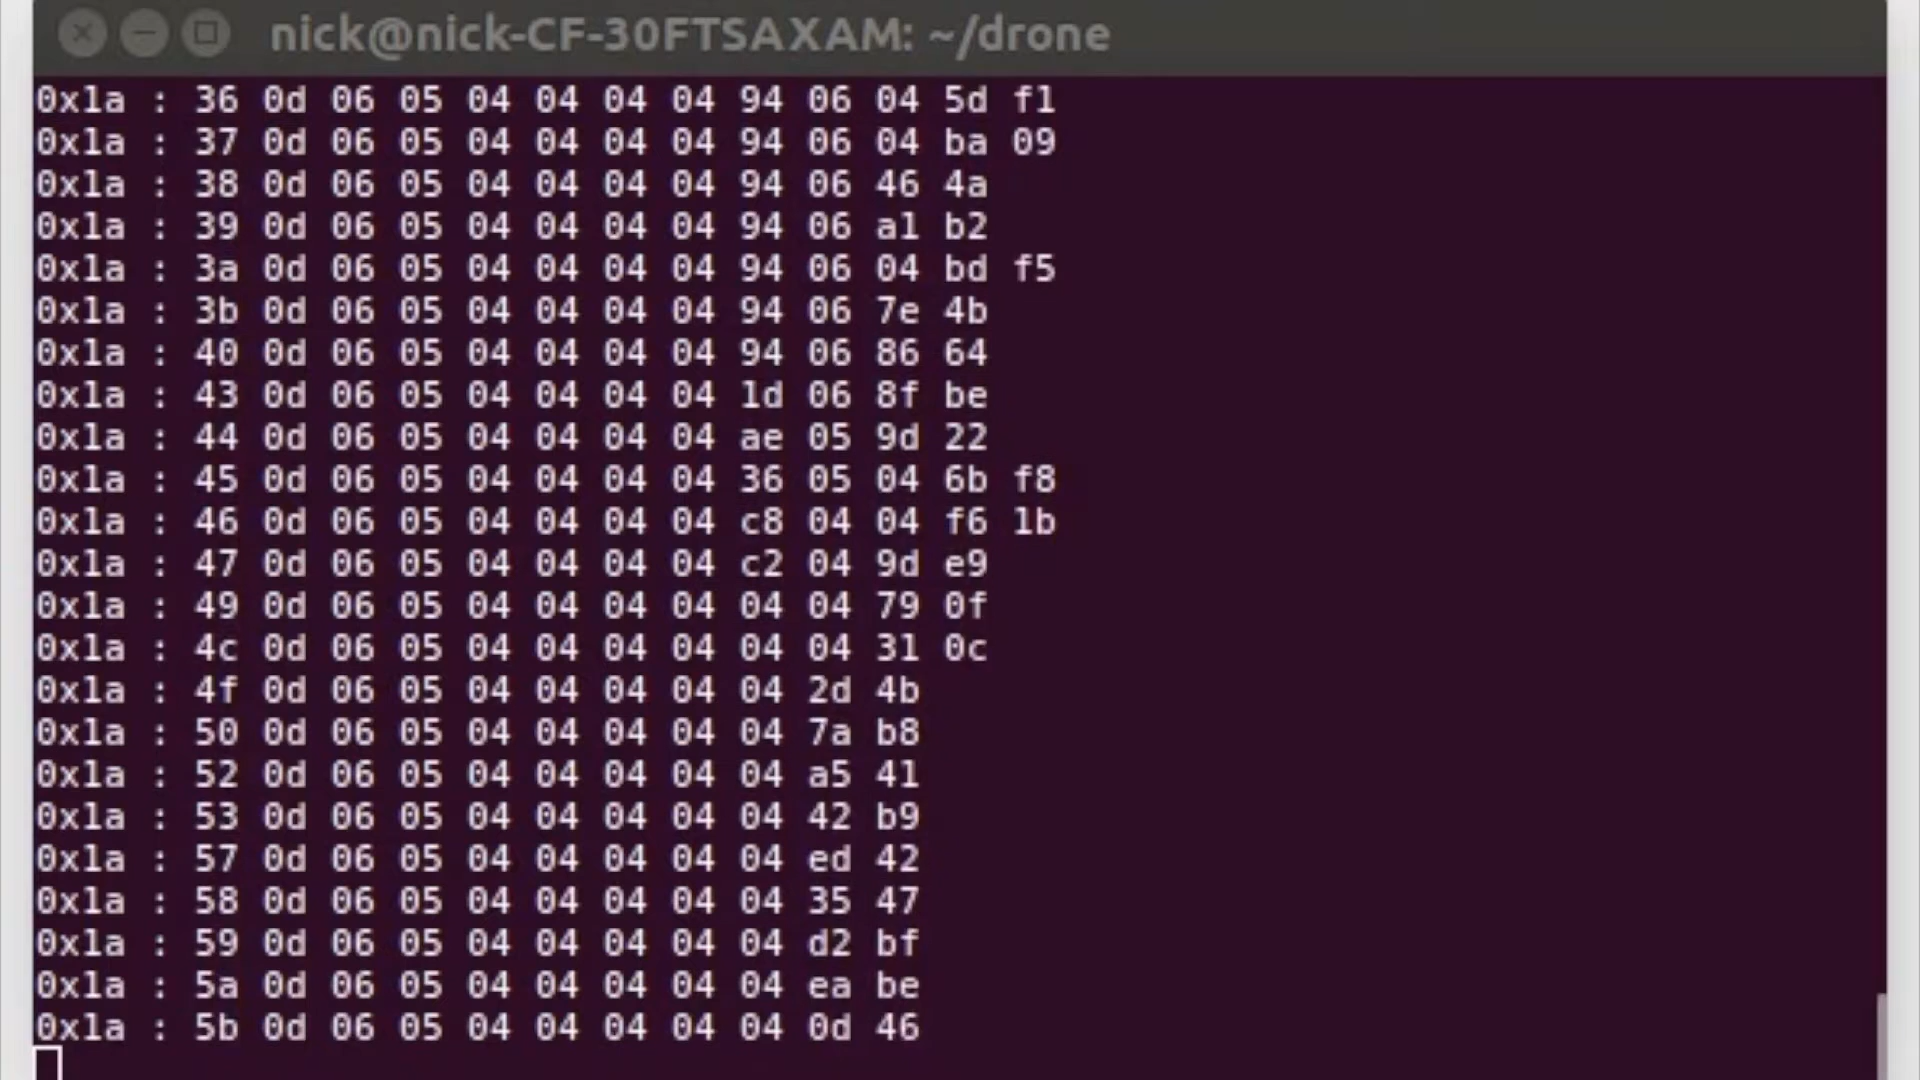 nick@nick-CF-30FTSAXAM: ~/drone
0x1a : 36 0d 06 05 04 04 04 04 94 06 04 5d f1
0x1a : 37 0d 06 05 04 04 04 04 94 06 04 ba 09
0x1a : 38 0d 06 05 04 04 04 04 94 06 46 4a
0x1a : 39 0d 06 05 04 04 04 04 94 06 a1 b2
0x1a : 3a 0d 06 05 04 04 04 04 94 06 04 bd f5
0x1a : 3b 0d 06 05 04 04 04 04 94 06 7e 4b
0x1a : 40 0d 06 05 04 04 04 04 94 06 86 64
0x1a : 43 0d 06 05 04 04 04 04 1d 06 8f be
0x1a : 44 0d 06 05 04 04 04 04 ae 05 9d 22
0x1a : 45 0d 06 05 04 04 04 04 36 05 04 6b f8
0x1a : 46 0d 06 05 04 04 04 04 c8 04 04 f6 1b
0x1a : 47 0d 06 05 04 04 04 04 c2 04 9d e9
0x1a : 49 0d 06 05 04 04 04 04 04 04 79 0f
0x1a : 4c 0d 06 05 04 04 04 04 04 04 31 0c
0x1a : 4f 0d 06 05 04 04 04 04 04 2d 4b
0x1a : 50 0d 06 05 04 04 04 04 04 7a b8
0x1a : 52 0d 06 05 04 04 04 04 04 a5 41
0x1a : 53 0d 06 05 04 04 04 04 04 42 b9
0x1a : 57 0d 06 05 04 04 04 04 04 ed 42
0x1a : 58 0d 06 05 04 04 04 04 04 35 47
0x1a : 59 0d 06 05 04 04 04 04 04 d2 bf
0x1a : 5a 0d 06 05 04 04 04 04 04 ea be
0x1a : 5b 0d 06 05 04 04 04 04 04 0d 46